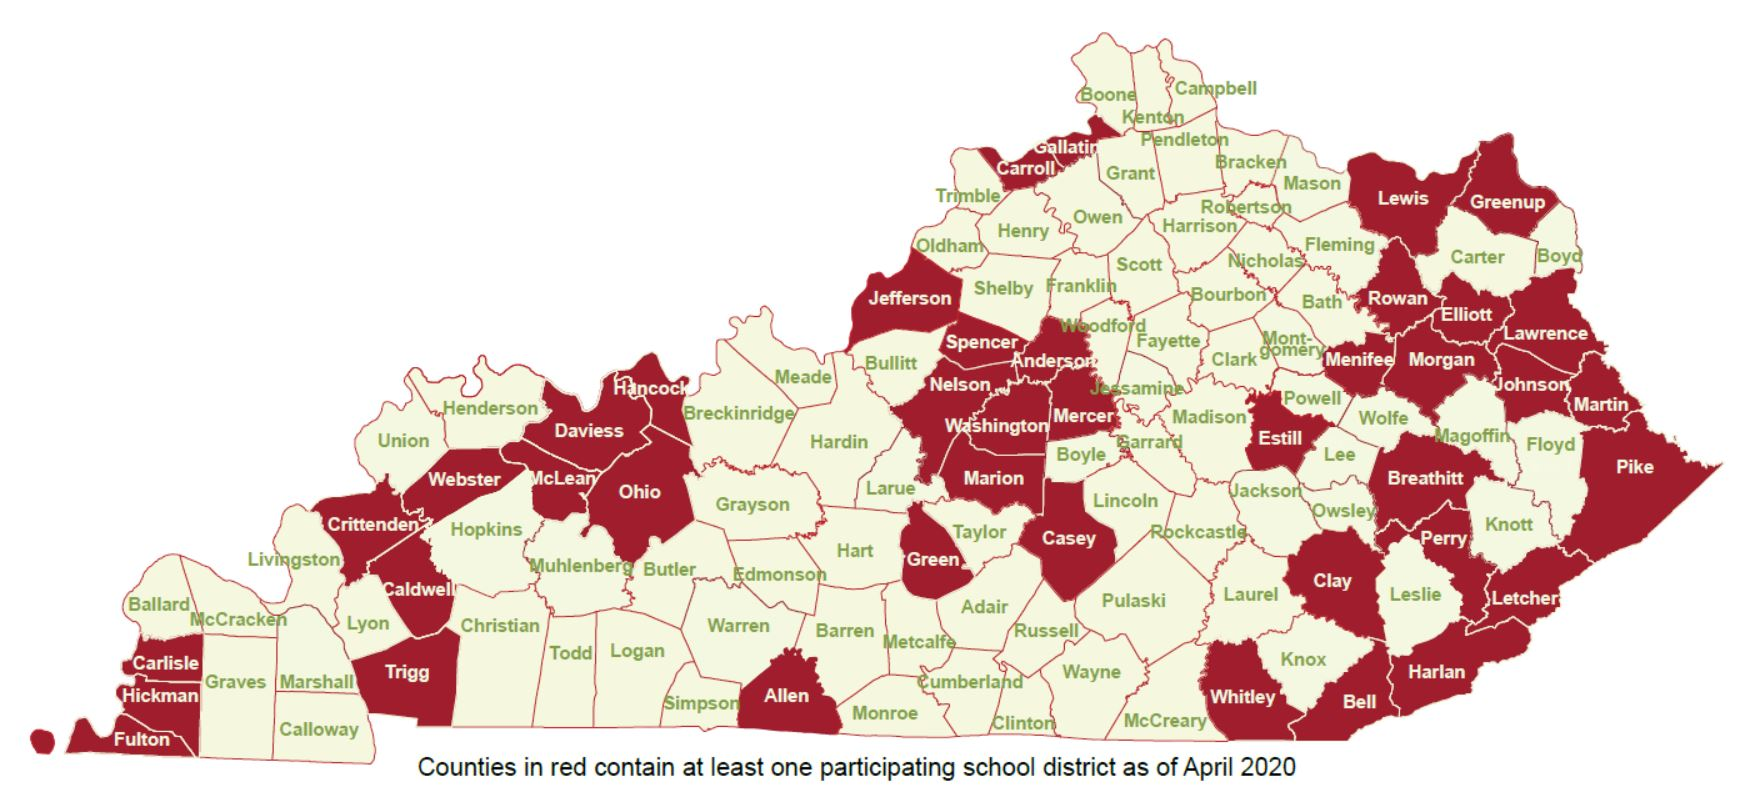 Boone
Campbell
Kenton
Gallatin
Pendleton
Carroll
Grant
Bracken
Mason
Trimble
Lewis
Greenup
Owen
Robertson
Henry
Harrison
Oldham
Fleming
Carter
Boyd
Scott
Nicholas
Shelby
Franklin
Jefferson
Bourbon
Bath
Rowan
Elliott
Woodford
Lawrence
Spencer
Fayette
Mont-
gomery
Anderson
Clark
Menifee
Morgan
Bullitt
Meade
Hancock
Nelson
Jessamine
Johnson
Powell
Martin
Henderson
Breckinridge
Washington
Mercer
Madison
Wolfe
Daviess
Union
Hardin
Garrard
Estill
Magoffin
Floyd
Boyle
Lee
Pike
Webster
McLean
Ohio
Marion
Breathitt
Larue
Jackson
Grayson
Lincoln
Owsley
Crittenden
Hopkins
Taylor
Rockcastle
Knott
Casey
Perry
Livingston
Hart
Green
Muhlenberg
Butler
Edmonson
Clay
Caldwell
Ballard
Adair
Pulaski
Laurel
Leslie
Letcher
McCracken
Lyon
Christian
Warren
Barren
Metcalfe
Russell
Carlisle
Todd
Logan
Knox
Trigg
Wayne
Harlan
Graves
Marshall
Cumberland
Hickman
Simpson
Allen
Whitley
Bell
Monroe
Clinton
McCreary
Calloway
Fulton
Counties in red contain at least one participating school district as of April 2020